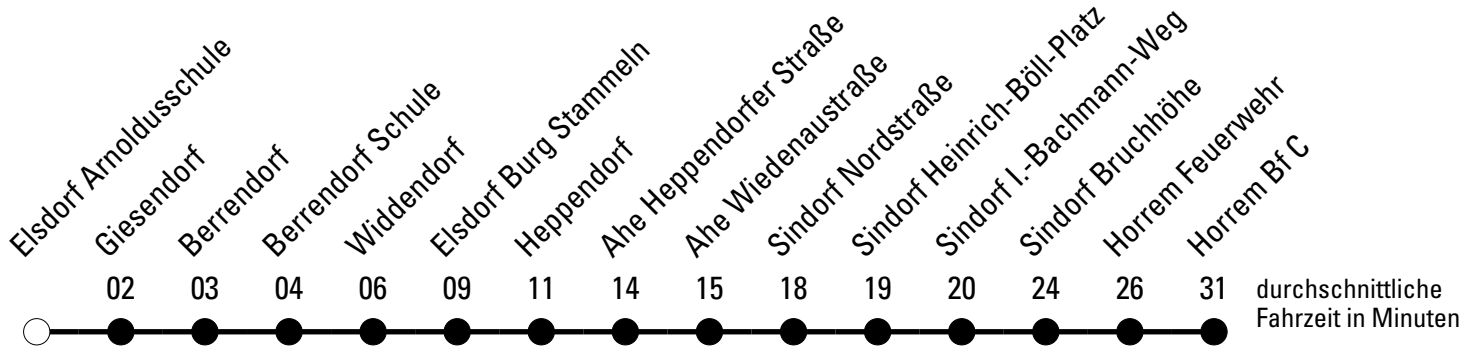 Elsdorf Arnoldusschule
Giesendorf
Berrendorf
Berrendorf Schule
Widdendorf
Elsdorf Burg Stammeln
Heppendorf
Ahe Heppendorfer Straße
Ahe Wiedenaustraße
Sindorf Nordstraße
Sindorf Heinrich-Böll-Platz
Sindorf I.-Bachmann-Weg
Sindorf Bruchhöhe
Horrem Feuerwehr
Horrem Bf C
02 03 04 06 09 11 14 15 18 19 20 24 26 31
durchschnittliche
Fahrzeit in Minuten